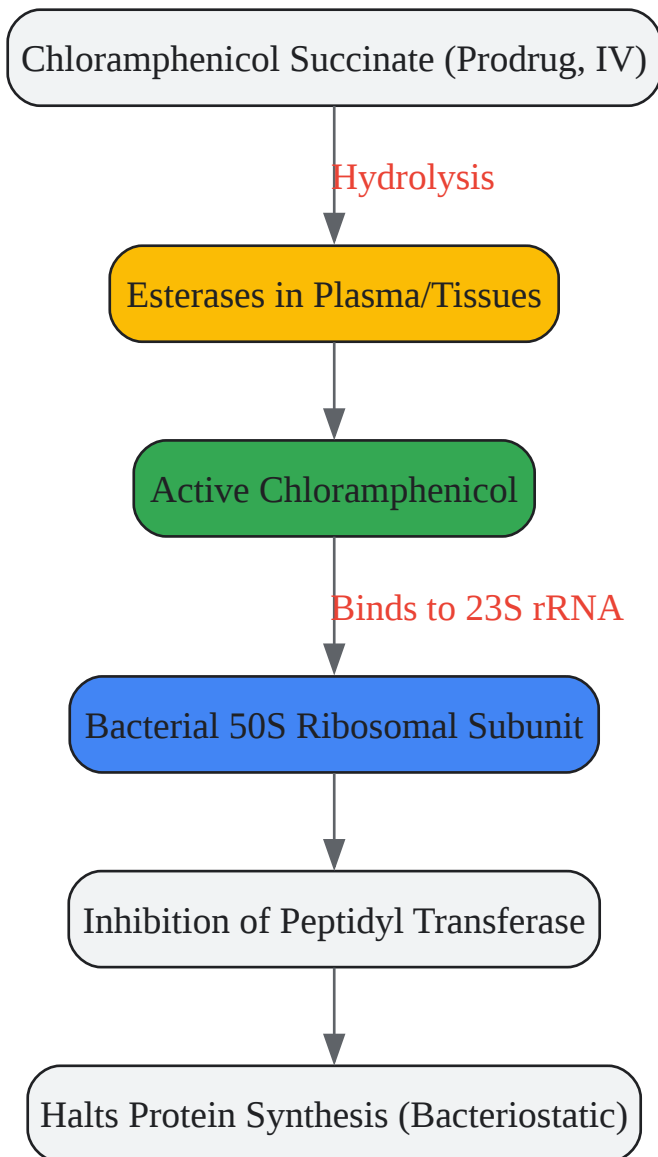 Chloramphenicol Succinate (Prodrug, IV)
Hydrolysis
Esterases in Plasma/Tissues
Active Chloramphenicol
Binds to 23S rRNA
Bacterial 50S Ribosomal Subunit
Inhibition of Peptidyl Transferase
Halts Protein Synthesis (Bacteriostatic)